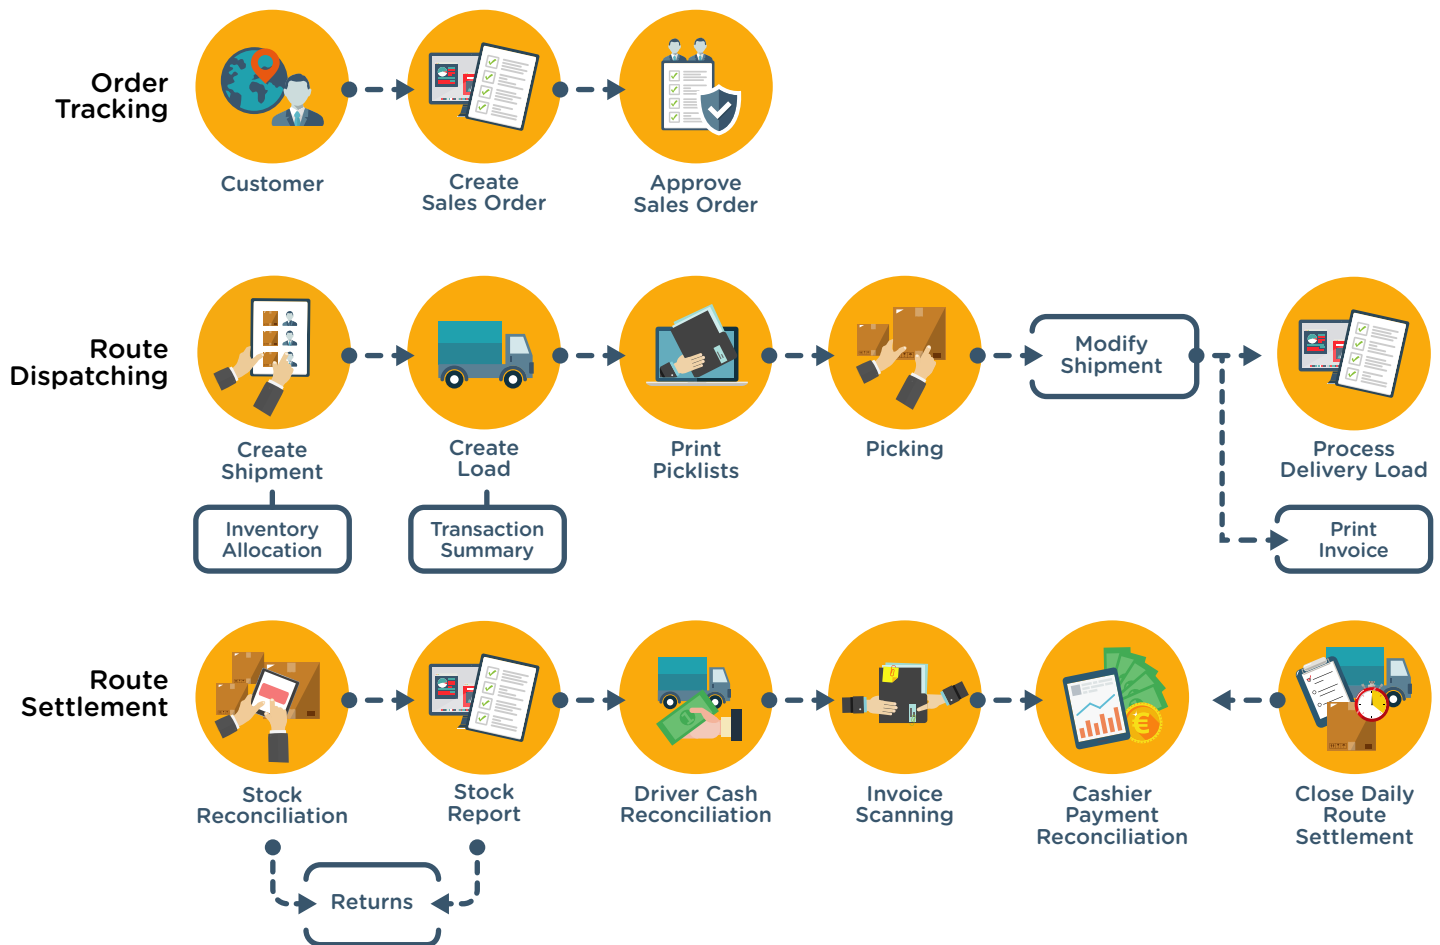 Order
Tracking
Customer
Create
Sales Order
Approve
Sales Order
Route
Dispatching
Create
Shipment
Create
Load
Print
Picklists
Picking
Modify
Shipment
Process
Delivery Load
Inventory
Allocation
Transaction
Summary
Print
Invoice
Route
Settlement
Stock
Reconciliation
Stock
Report
Driver Cash
Reconciliation
Invoice
Scanning
Cashier
Payment
Reconciliation
Close Daily
Route
Settlement
Returns